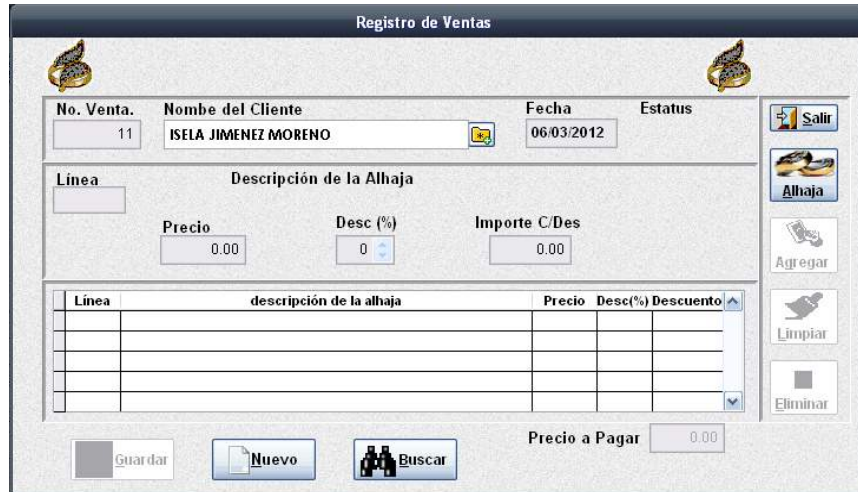 Registro de Ventas
No. Venta. Nombe del Cliente Fecha Estatus
11 ISELA JIMENEZ MORENO 06/03/2012
Salir
Línea Descripción de la Alhaja
Alhaja
Precio Desc (%) Importe C/Des
0.00 0 0.00
Agregar
Línea descripción de la alhaja Precio Desc(%) Descuento
Limpiar
Eliminar
Precio a Pagar 0.00
Guardar Nuevo Buscar